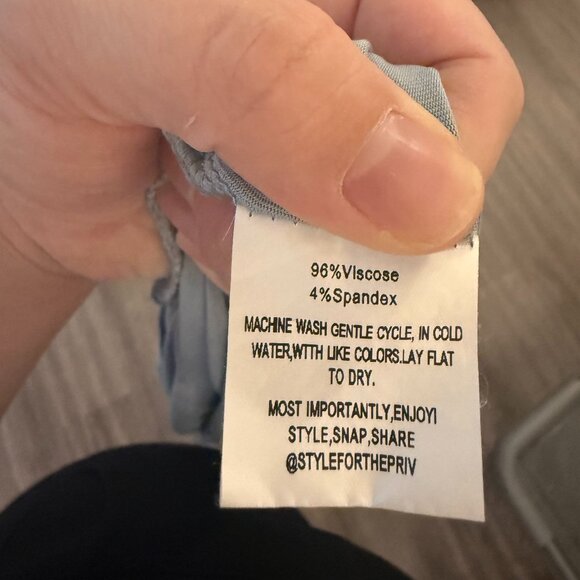 96%Viscose
4%Spandex
MACHINE WASH GENTLE CYCLE, IN COLD
WATER,WITH LIKE COLORS.LAY FLAT
TO DRY.
MOST IMPORTANTLY,ENJOY!
STYLE,SNAP,SHARE
@STYLEFORTHEPRIV